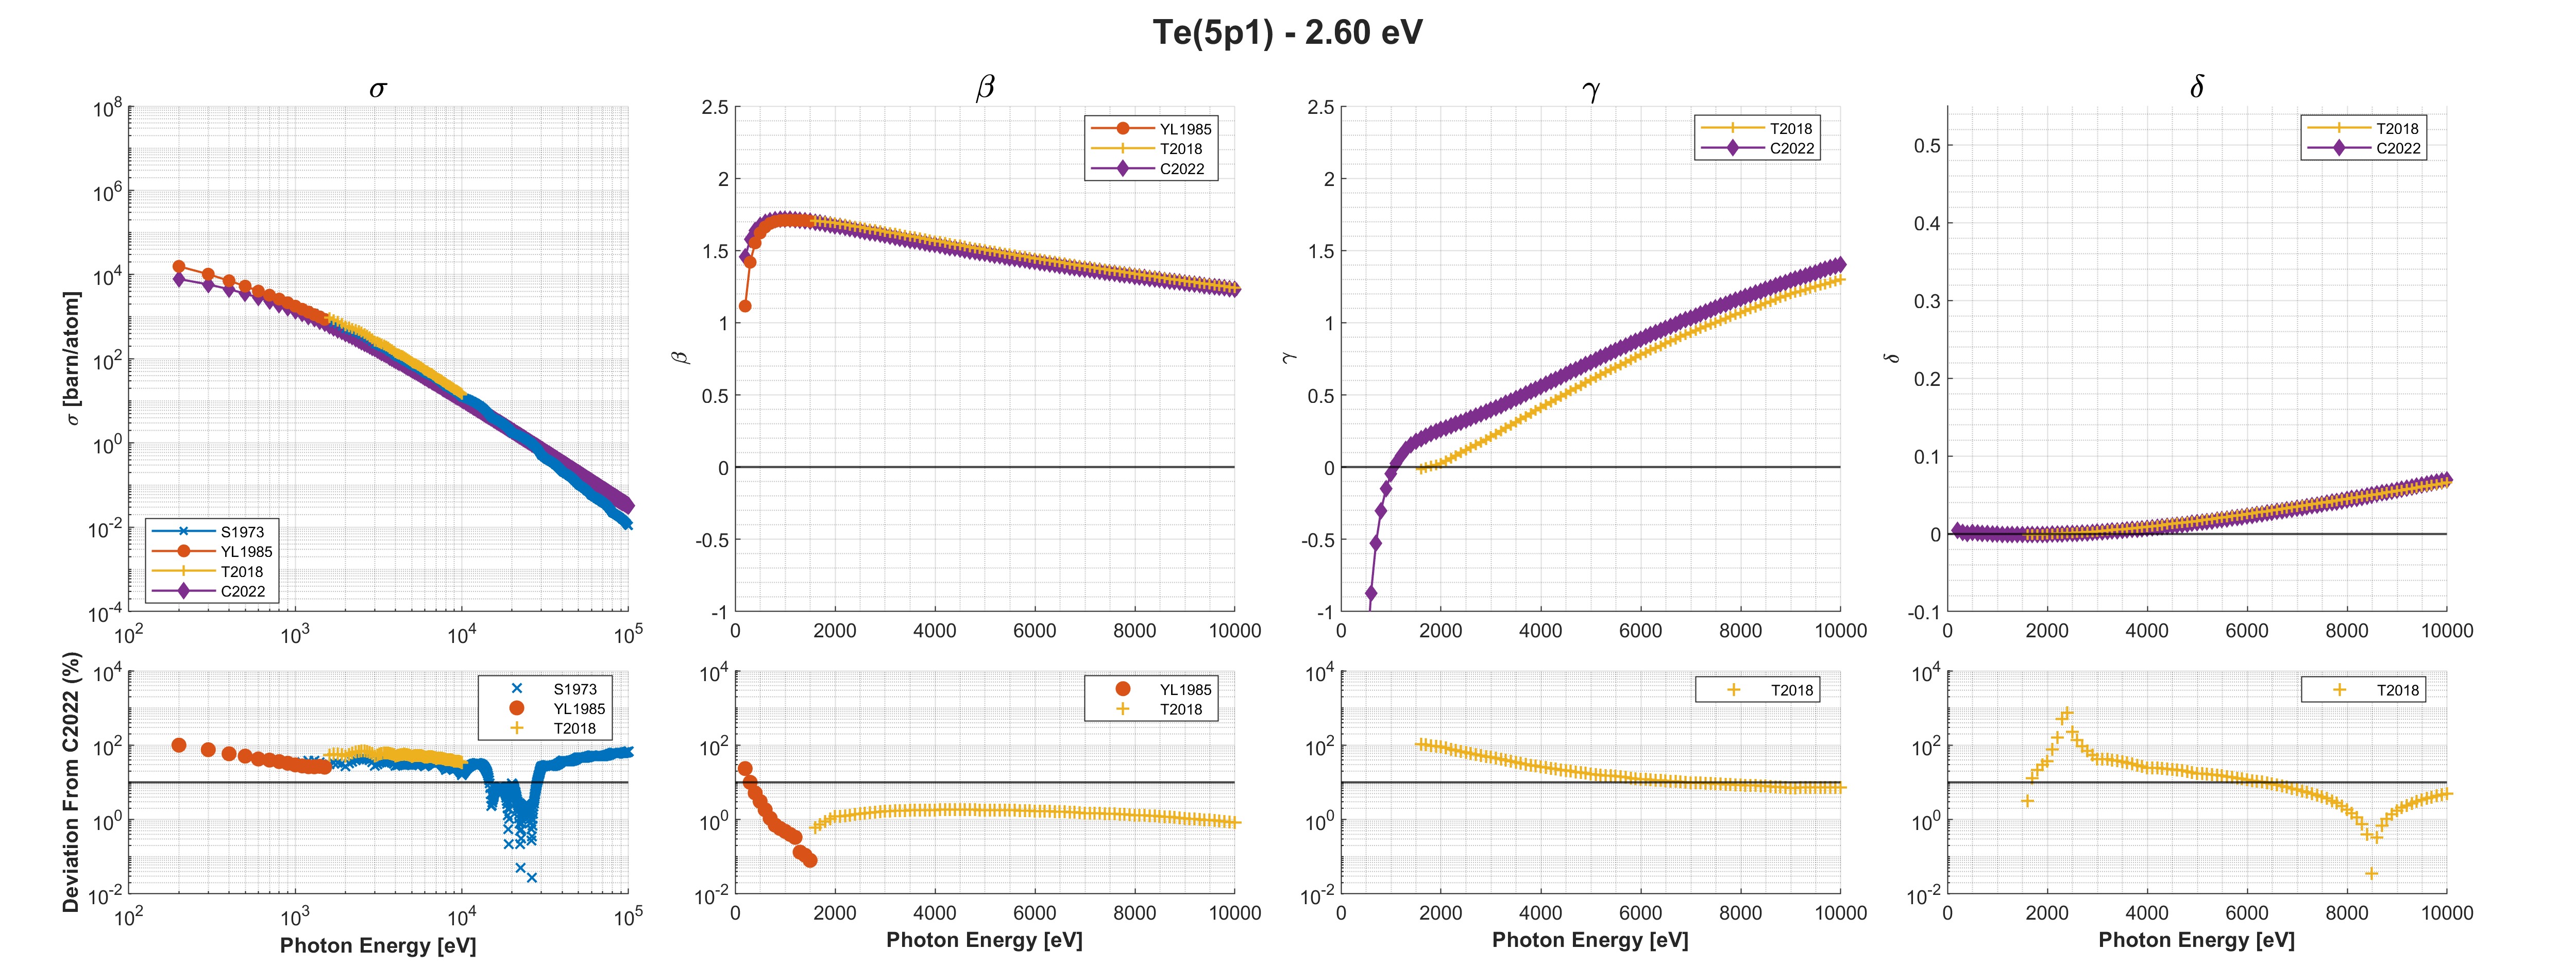 Te(5p1) - 2.60 eV
σ
σ [barn/atom]
10^8
10^6
10^4
10^2
10^0
10^-2
10^-4
S1973
YL1985
T2018
C2022
10^2 10^3 10^4 10^5
β
β
2.5
2
1.5
1
0.5
0
-0.5
-1
YL1985
T2018
C2022
0 2000 4000 6000 8000 10000
γ
γ
2.5
2
1.5
1
0.5
0
-0.5
-1
T2018
C2022
0 2000 4000 6000 8000 10000
δ
δ
0.5
0.4
0.3
0.2
0.1
0
-0.1
T2018
C2022
0 2000 4000 6000 8000 10000
Deviation From C2022 (%)
10^4
10^2
10^0
10^-2
S1973
YL1985
T2018
10^2 10^3 10^4 10^5
Photon Energy [eV]
10^4
10^2
10^0
10^-2
YL1985
T2018
0 2000 4000 6000 8000 10000
Photon Energy [eV]
10^4
10^2
10^0
10^-2
T2018
0 2000 4000 6000 8000 10000
Photon Energy [eV]
10^4
10^2
10^0
10^-2
T2018
0 2000 4000 6000 8000 10000
Photon Energy [eV]